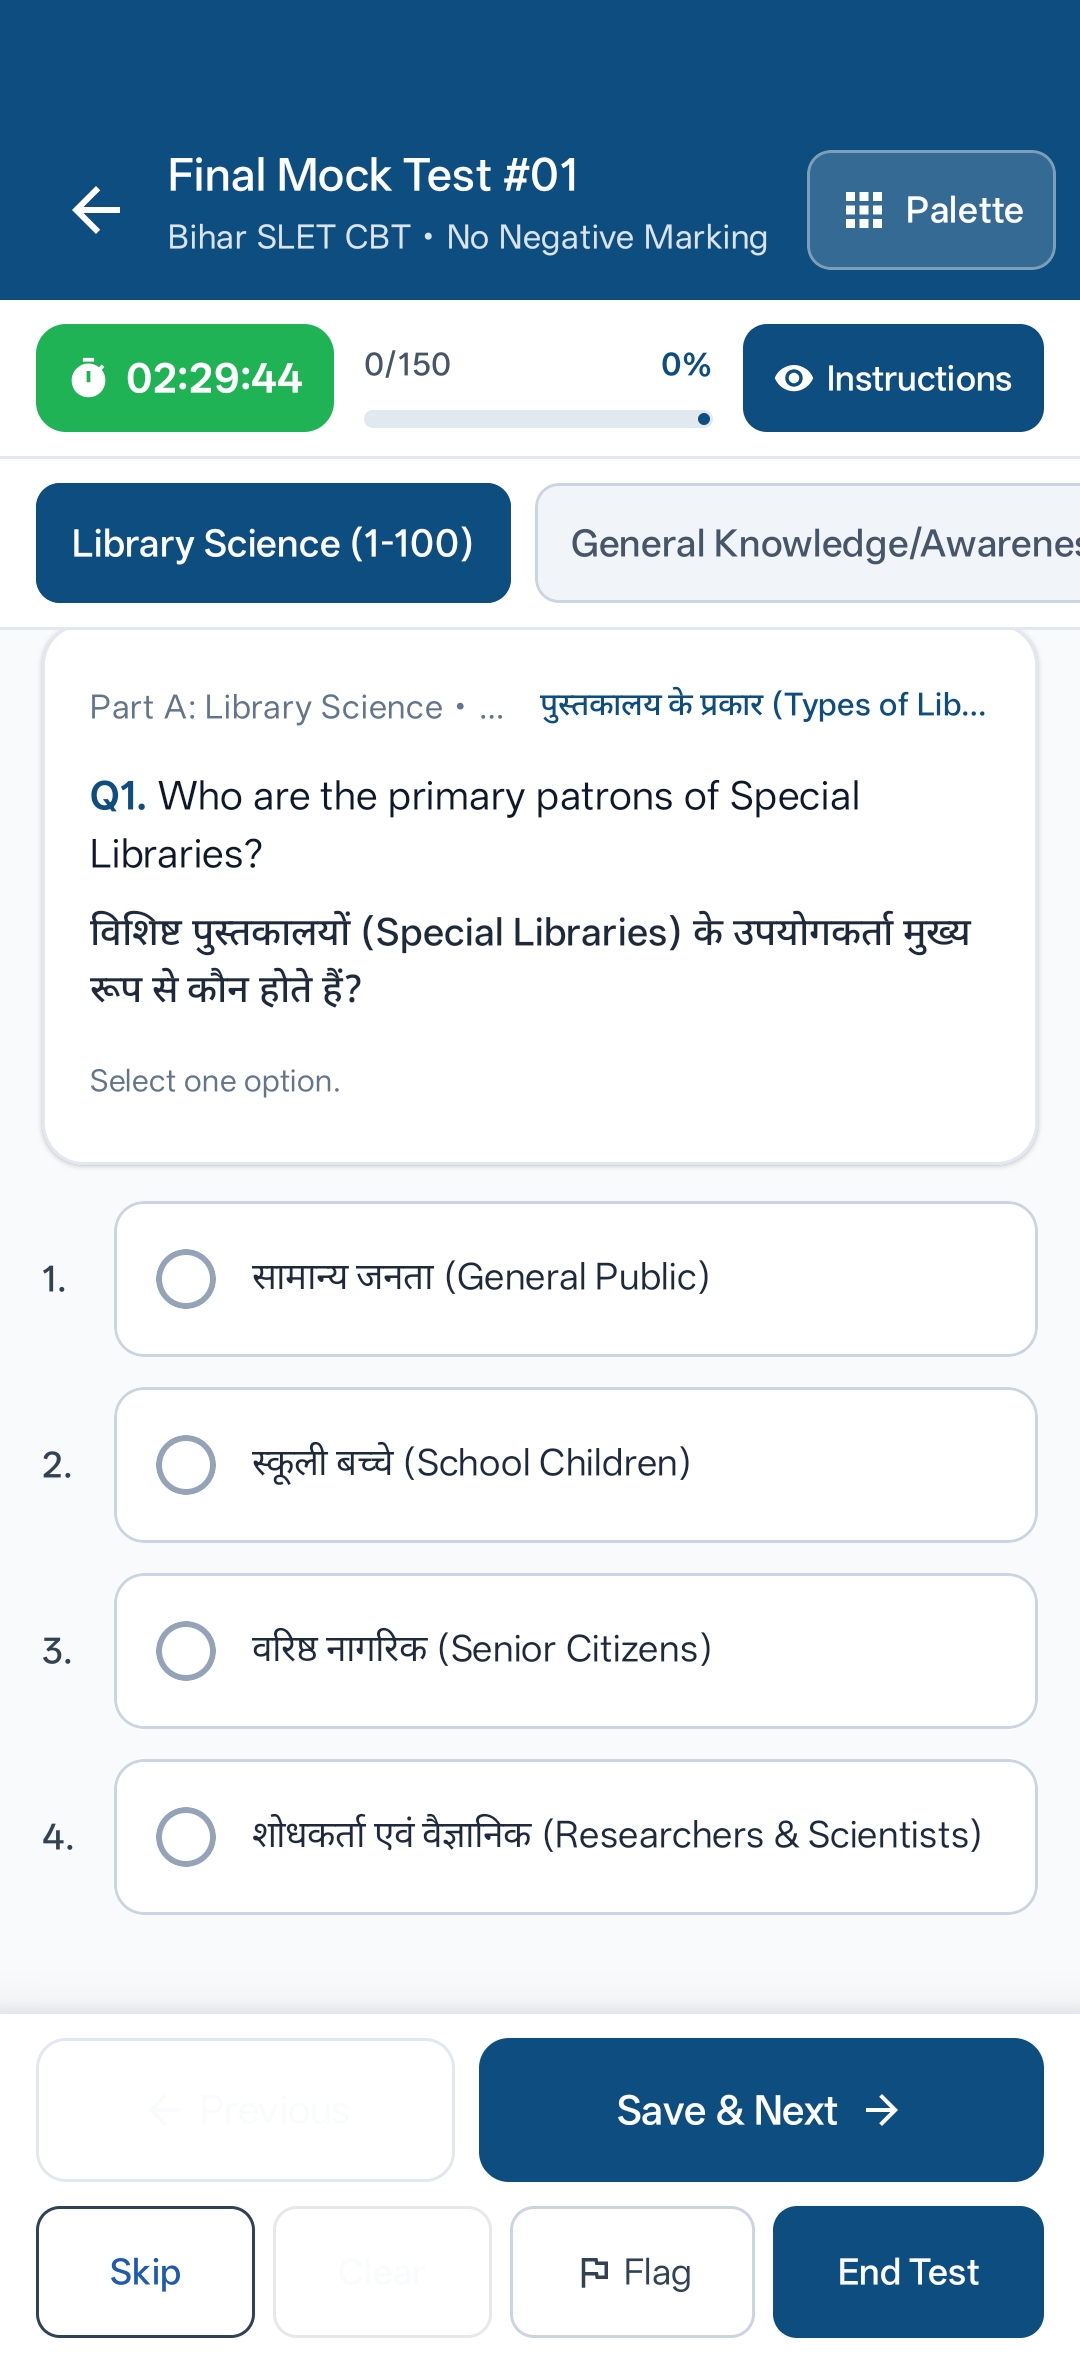 Final Mock Test #01
Bihar SLET CBT • No Negative Marking
Palette
02:29:44
0/150
0%
Instructions
Library Science (1-100)
General Knowledge/Awarenes
Part A: Library Science • ...
पुस्तकालय के प्रकार (Types of Lib...
Q1. Who are the primary patrons of Special
Libraries?
विशिष्ट पुस्तकालयों (Special Libraries) के उपयोगकर्ता मुख्य
रूप से कौन होते हैं?
Select one option.
1. सामान्य जनता (General Public)
2. स्कूली बच्चे (School Children)
3. वरिष्ठ नागरिक (Senior Citizens)
4. शोधकर्ता एवं वैज्ञानिक (Researchers & Scientists)
← Previous
Save & Next →
Skip
Clear
Flag
End Test